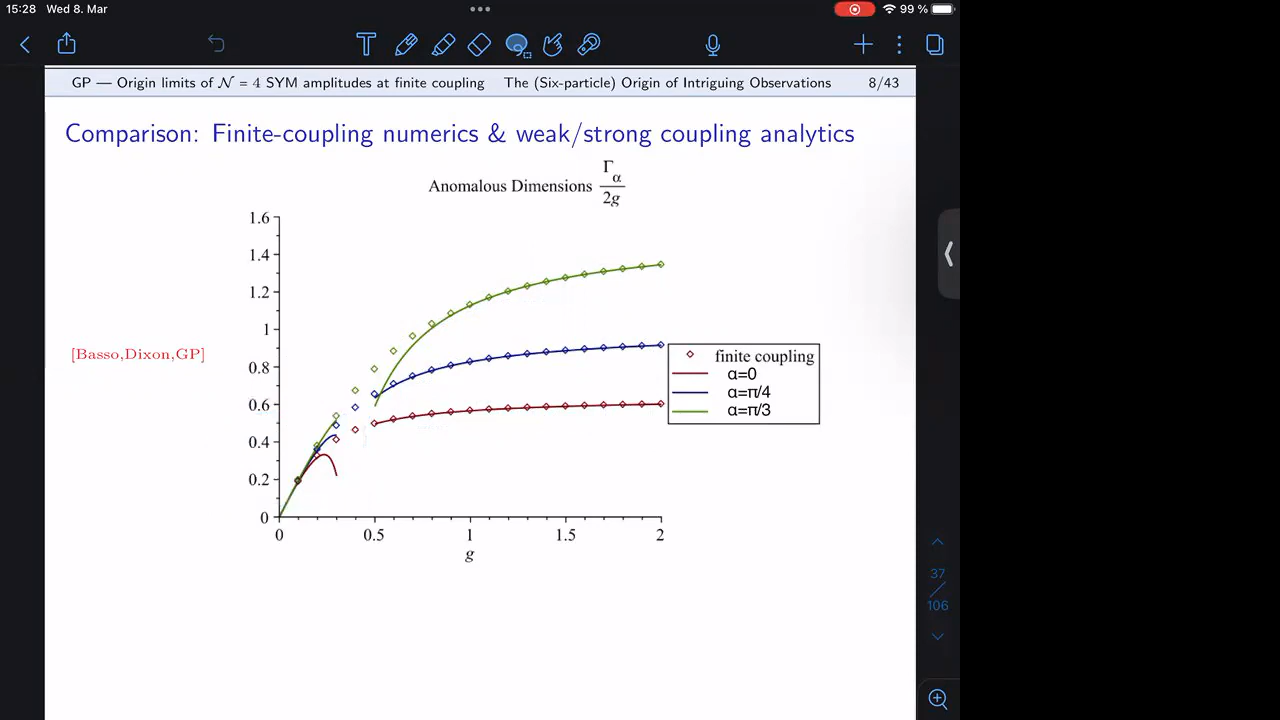 15:28 Wed 8. Mar 99 %
GP — Origin limits of 𝒩 = 4 SYM amplitudes at finite coupling The (Six-particle) Origin of Intriguing Observations 8/43
Comparison: Finite-coupling numerics & weak/strong coupling analytics
Anomalous Dimensions Γα
2g
1.6
1.4
1.2
1
0.8
0.6
0.4
0.2
0
[Basso,Dixon,GP]
finite coupling
α=0
α=π/4
α=π/3
0 0.5 1 1.5 2
g
37
106